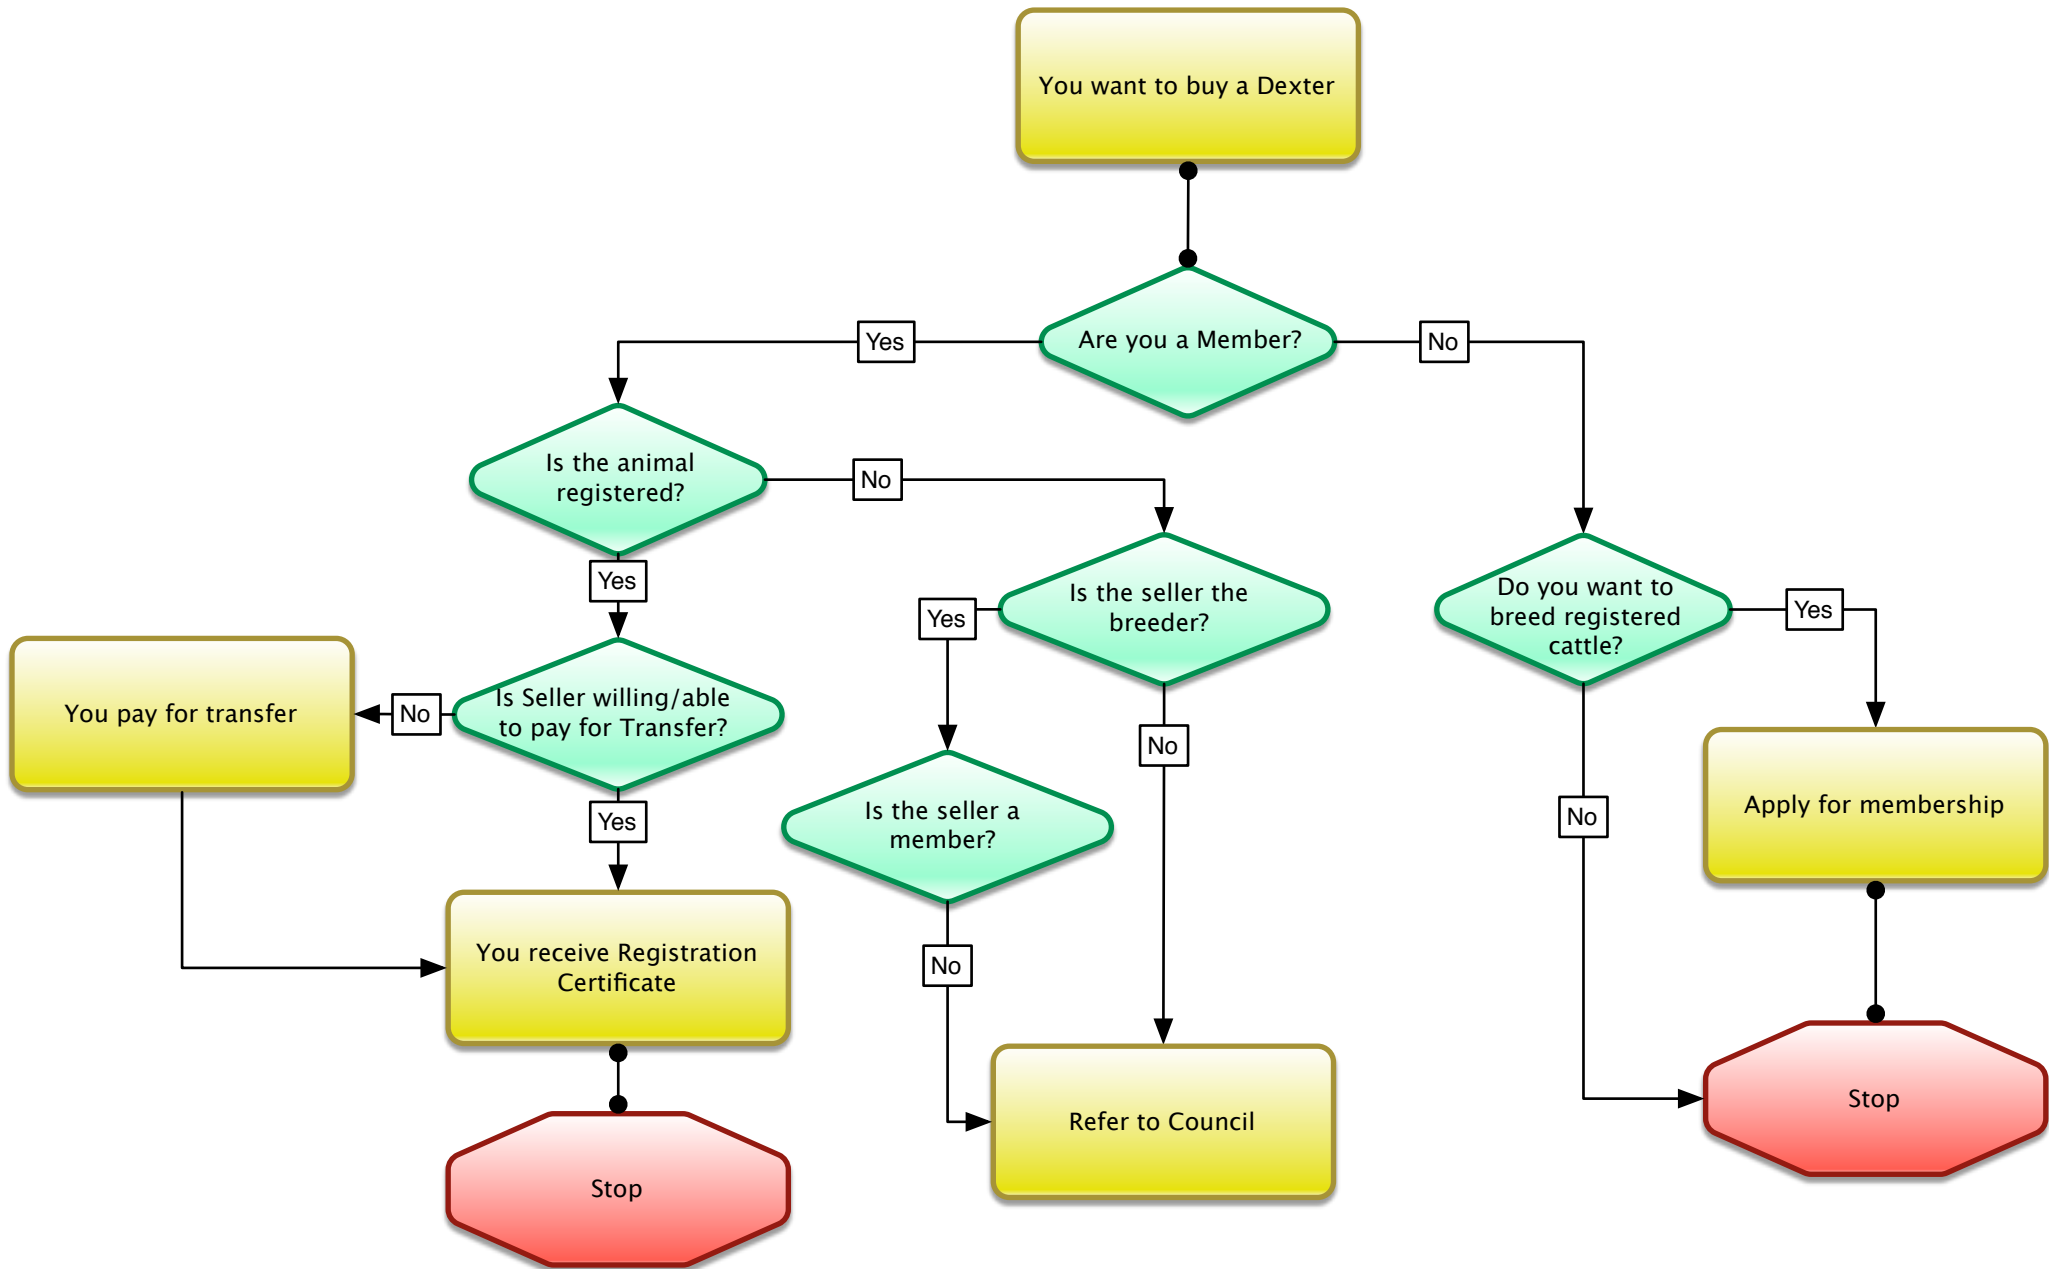 You want to buy a Dexter
Are you a Member?
Yes
No
Is the animal
registered?
No
Yes
Is the seller the
breeder?
Yes
No
Do you want to
breed registered
cattle?
Yes
No
Is Seller willing/able
to pay for Transfer?
No
Yes
You pay for transfer
Is the seller a
member?
No
Apply for membership
You receive Registration
Certificate
Refer to Council
Stop
Stop